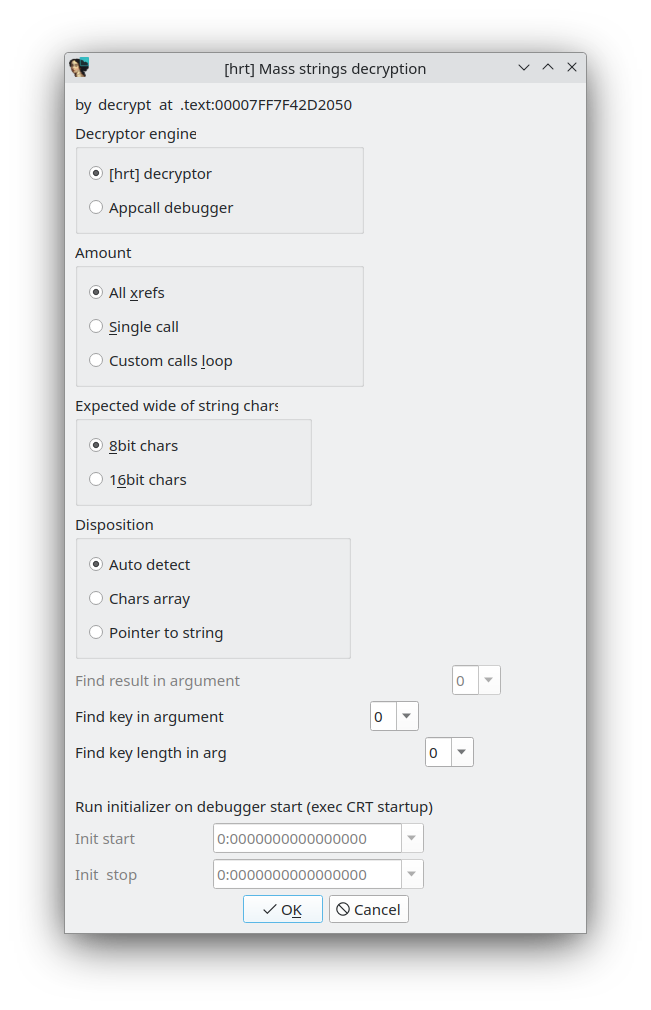 [hrt] Mass strings decryption
by decrypt at .text:00007FF7F42D2050
Decryptor engine
[hrt] decryptor
Appcall debugger
Amount
All xrefs
Single call
Custom calls loop
Expected wide of string chars
8bit chars
16bit chars
Disposition
Auto detect
Chars array
Pointer to string
Find result in argument 0
Find key in argument 0
Find key length in arg 0
Run initializer on debugger start (exec CRT startup)
Init start 0:0000000000000000
Init stop 0:0000000000000000
OK Cancel